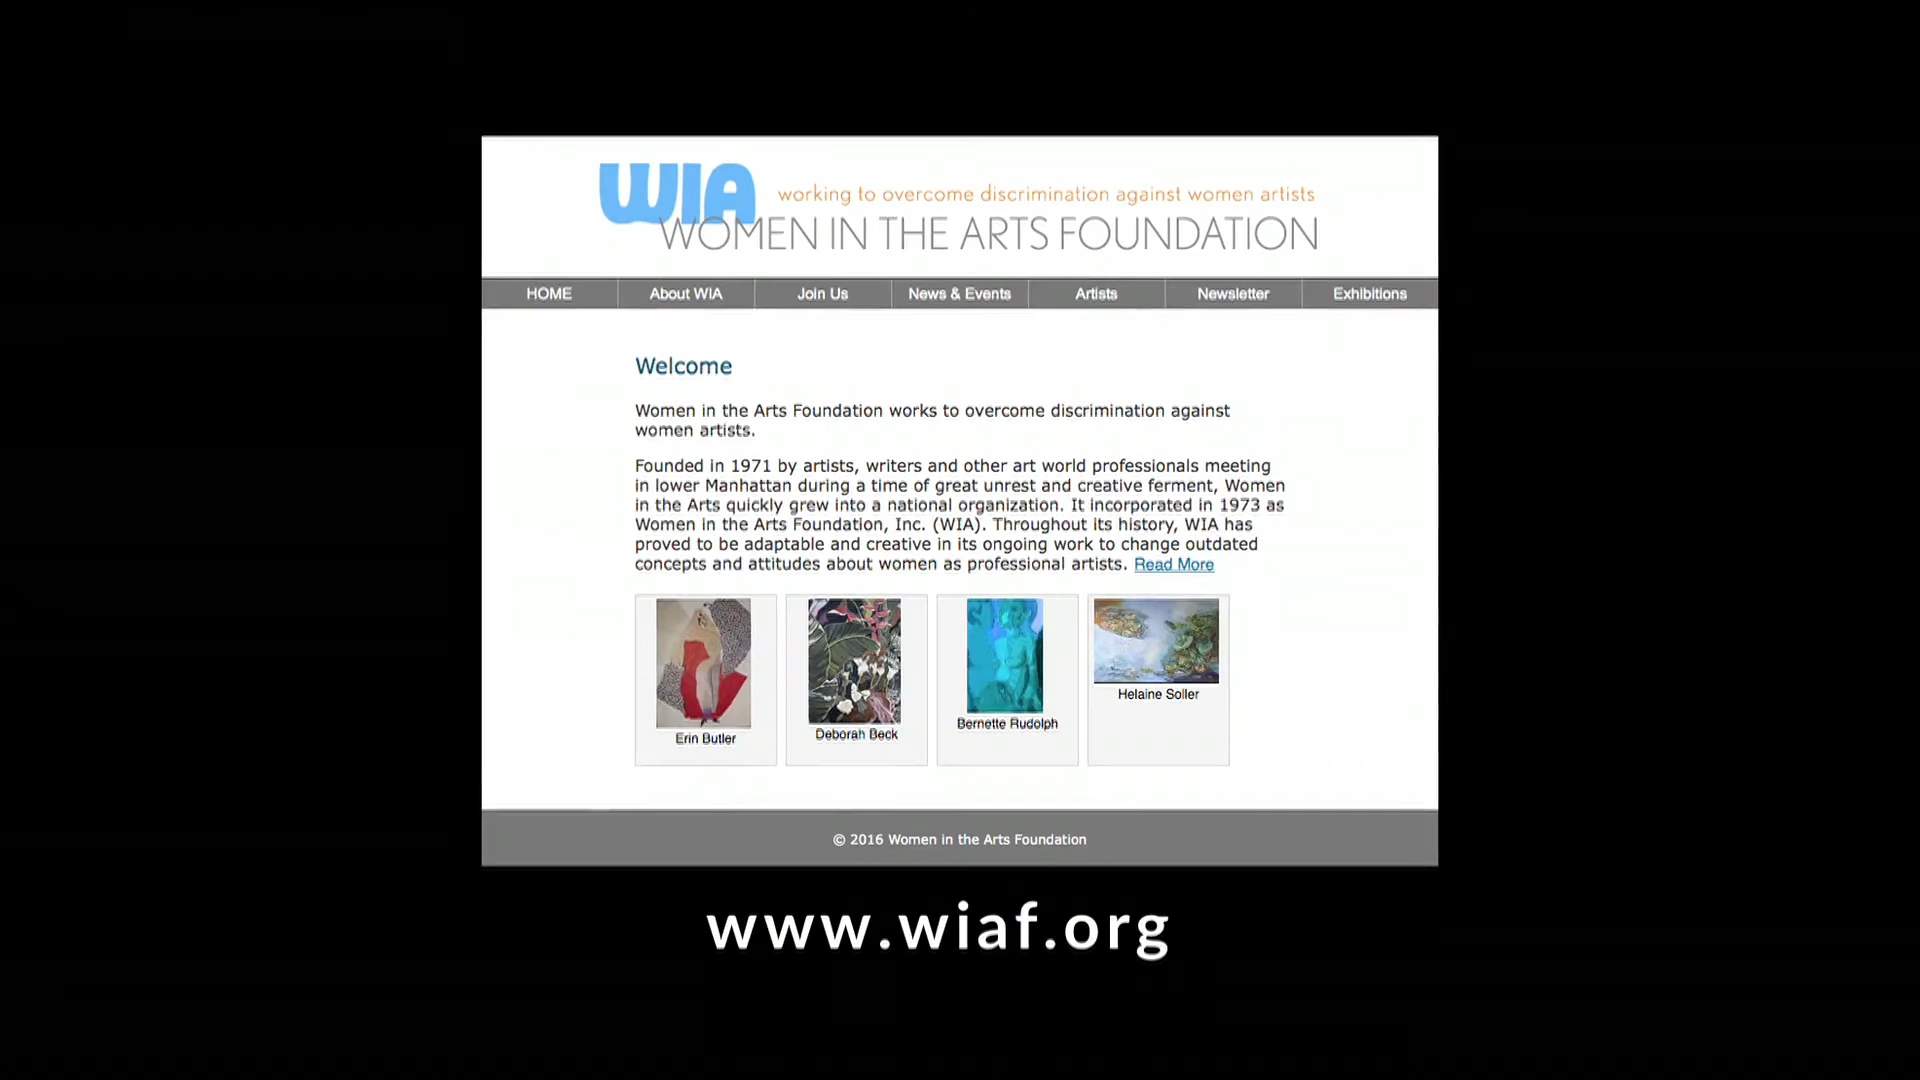 WIA
working to overcome discrimination against women artists
WOMEN IN THE ARTS FOUNDATION
HOME About WIA Join Us News & Events Artists Newsletter Exhibitions
Welcome
Women in the Arts Foundation works to overcome discrimination against
women artists.
Founded in 1971 by artists, writers and other art world professionals meeting
in lower Manhattan during a time of great unrest and creative ferment, Women
in the Arts quickly grew into a national organization. It incorporated in 1973 as
Women in the Arts Foundation, Inc. (WIA). Throughout its history, WIA has
proved to be adaptable and creative in its ongoing work to change outdated
concepts and attitudes about women as professional artists. Read More
Erin Butler
Deborah Beck
Bernette Rudolph
Helaine Soller
© 2016 Women in the Arts Foundation
www.wiaf.org